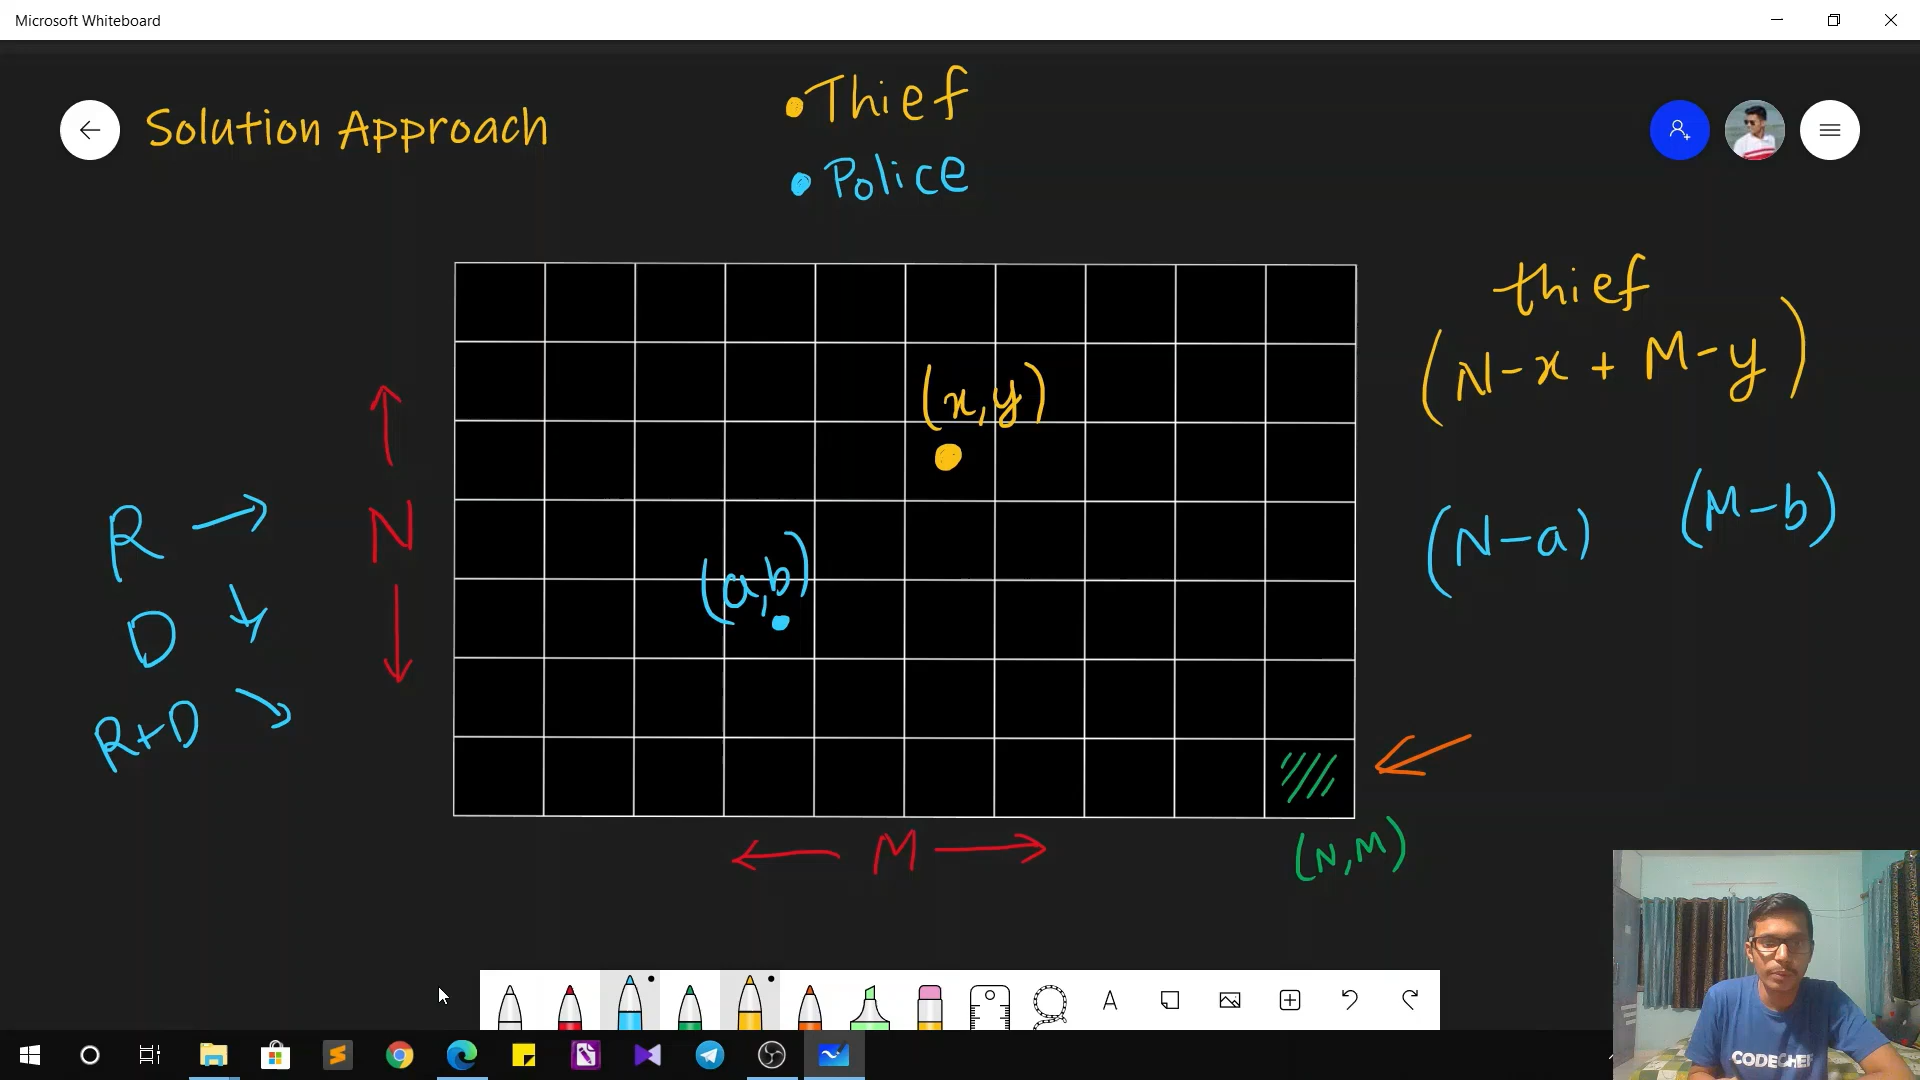 Microsoft Whiteboard
Solution Approach
Thief
Police
thief
(N-x + M-y)
(x,y)
(N-a) (M-b)
R
N
(a,b)
D
R+D
M
(N,M)
A
CODECHEF